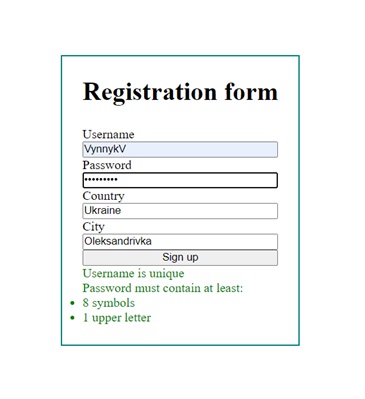 Registration form
Username
VynnykV
Password
•••••••••
Country
Ukraine
City
Oleksandrivka
Sign up
Username is unique
Password must contain at least:
• 8 symbols
• 1 upper letter